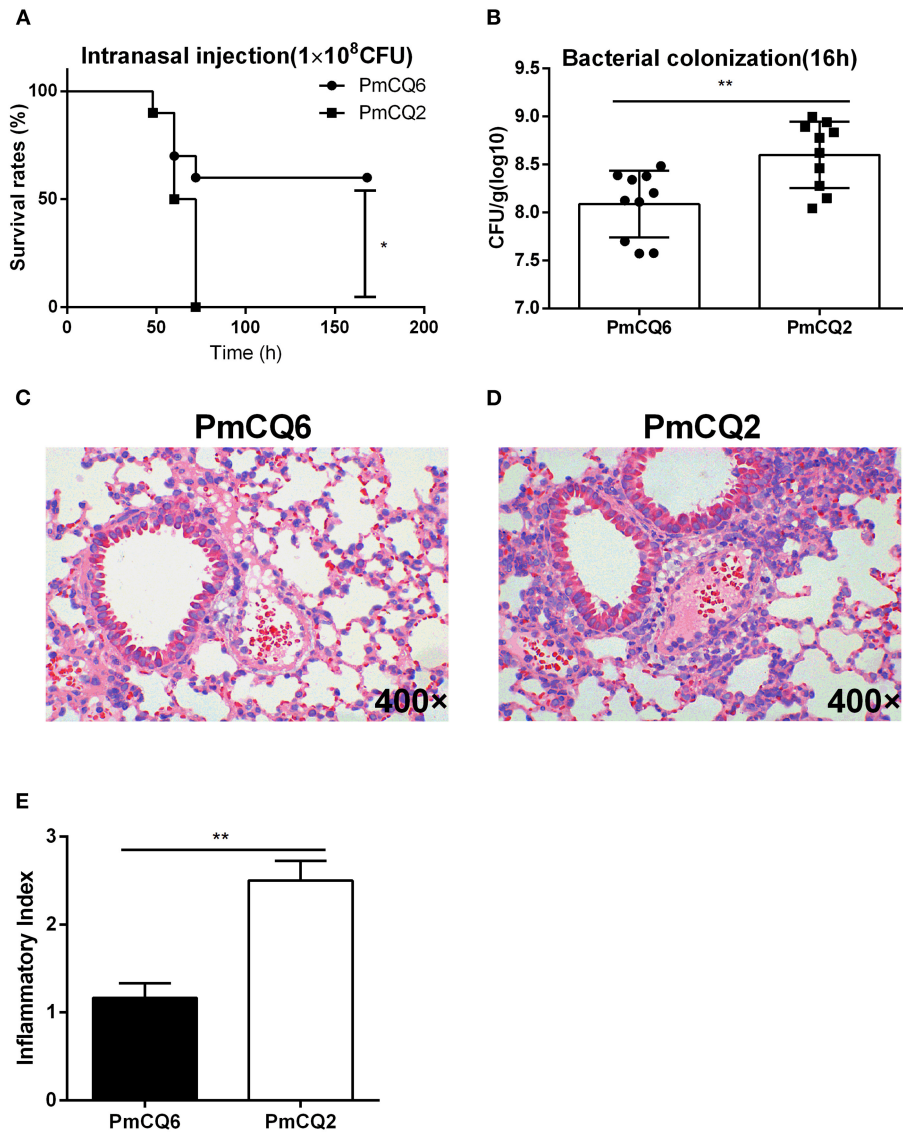 A
Intranasal injection(1×10⁸CFU)
PmCQ6
PmCQ2
Survival rates (%)
100
50
0
0
50
100
150
200
Time (h)
*
B
Bacterial colonization(16h)
**
CFU/g(log10)
9.5
9.0
8.5
8.0
7.5
7.0
PmCQ6
PmCQ2
C
PmCQ6
400×
D
PmCQ2
400×
E
**
Inflammatory Index
3
2
1
0
PmCQ6
PmCQ2